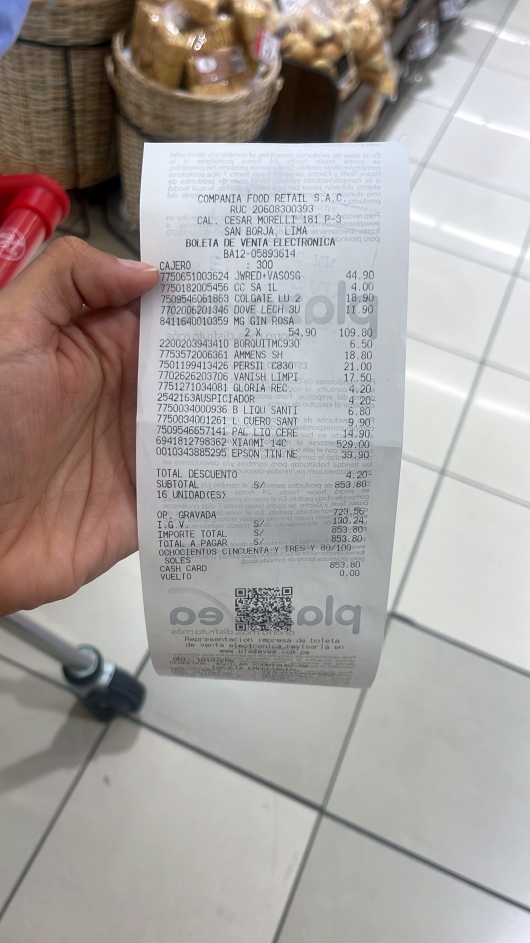 COMPANIA FOOD RETAIL S.A.C.
RUC 20608300393
CAL. CESAR MORELLI 181 P-3
SAN BORJA, LIMA
BOLETA DE VENTA ELECTRONICA
BA12-05893614
CAJERO : 300
7750651003624 JWRED+VASOSG 44.90
7750182005456 CC SA 1L 4.00
7509546061863 COLGATE LU 2 18.90
7702006201346 DOVE LECH 3U 11.90
8411640010359 MG GIN ROSA
2 X 54.90 109.80
2200203943410 BORQUITMC930 6.50
7753572006361 AMMENS SH 18.80
7501199413426 PERSIL C830 21.00
7702626203706 VANISH LIMPI 17.50
7751271034081 GLORIA REC. 4.20
2542163AUSPICIADOR 4.20-
7750034000936 B LIQU SANTI 6.80
7750034001261 L CUERO SANT 9.90
7509546657141 PAL LIQ CERE 14.90
6941812798362 XIAOMI 14C 529.00
0010343885295 EPSON TIN NE 39.90
TOTAL DESCUENTO 4.20-
SUBTOTAL S/ 853.80
16 UNIDAD(ES)
OP. GRAVADA 723.56
I.G.V. S/ 130.24
IMPORTE TOTAL S/ 853.80
TOTAL A PAGAR S/ 853.80
OCHOCIENTOS CINCUENTA Y TRES Y 80/100
SOLES
CASH CARD 853.80
VUELTO 0.00
Representacion impresa de boleta
de venta electronica revisarla en
www.plazavea.com.pe